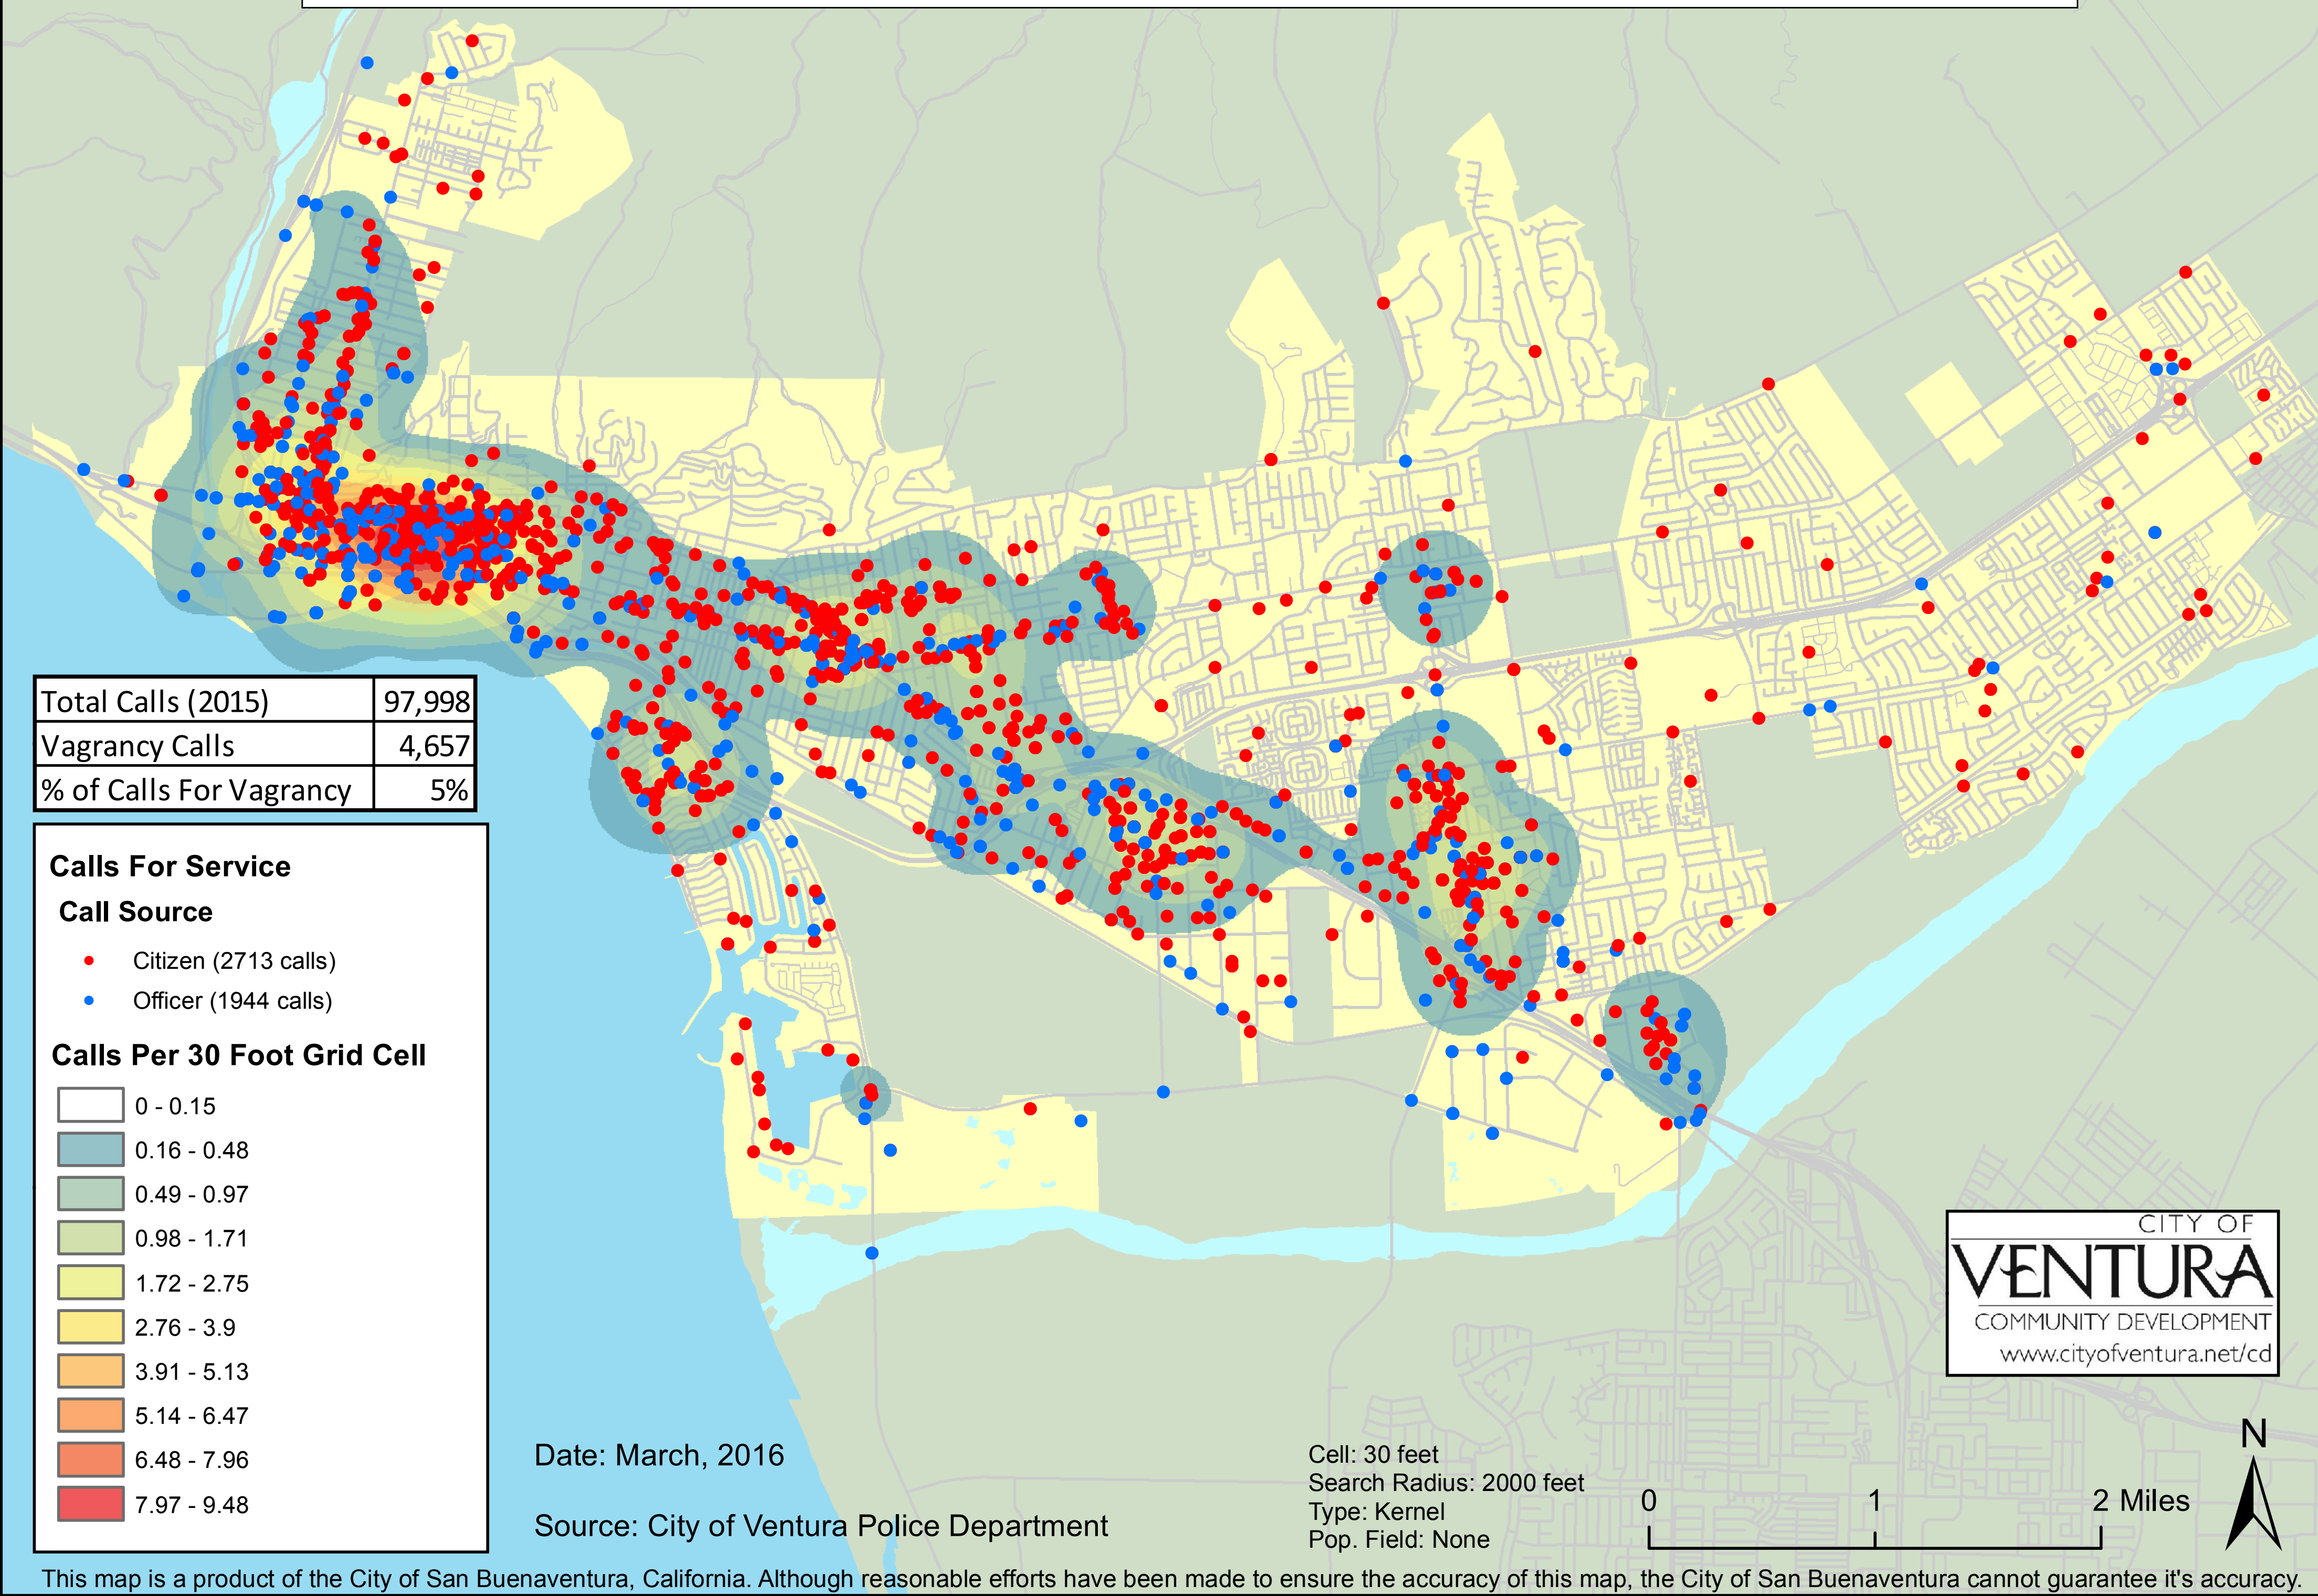 Total Calls (2015) 97,998
Vagrancy Calls 4,657
% of Calls For Vagrancy 5%
Calls For Service
Call Source
Citizen (2713 calls)
Officer (1944 calls)
Calls Per 30 Foot Grid Cell
0 - 0.15
0.16 - 0.48
0.49 - 0.97
0.98 - 1.71
1.72 - 2.75
2.76 - 3.9
3.91 - 5.13
5.14 - 6.47
6.48 - 7.96
7.97 - 9.48
Date: March, 2016
Source: City of Ventura Police Department
Cell: 30 feet
Search Radius: 2000 feet
Type: Kernel
Pop. Field: None
0 1 2 Miles
CITY OF
VENTURA
COMMUNITY DEVELOPMENT
www.cityofventura.net/cd
N
This map is a product of the City of San Buenaventura, California. Although reasonable efforts have been made to ensure the accuracy of this map, the City of San Buenaventura cannot guarantee it's accuracy.